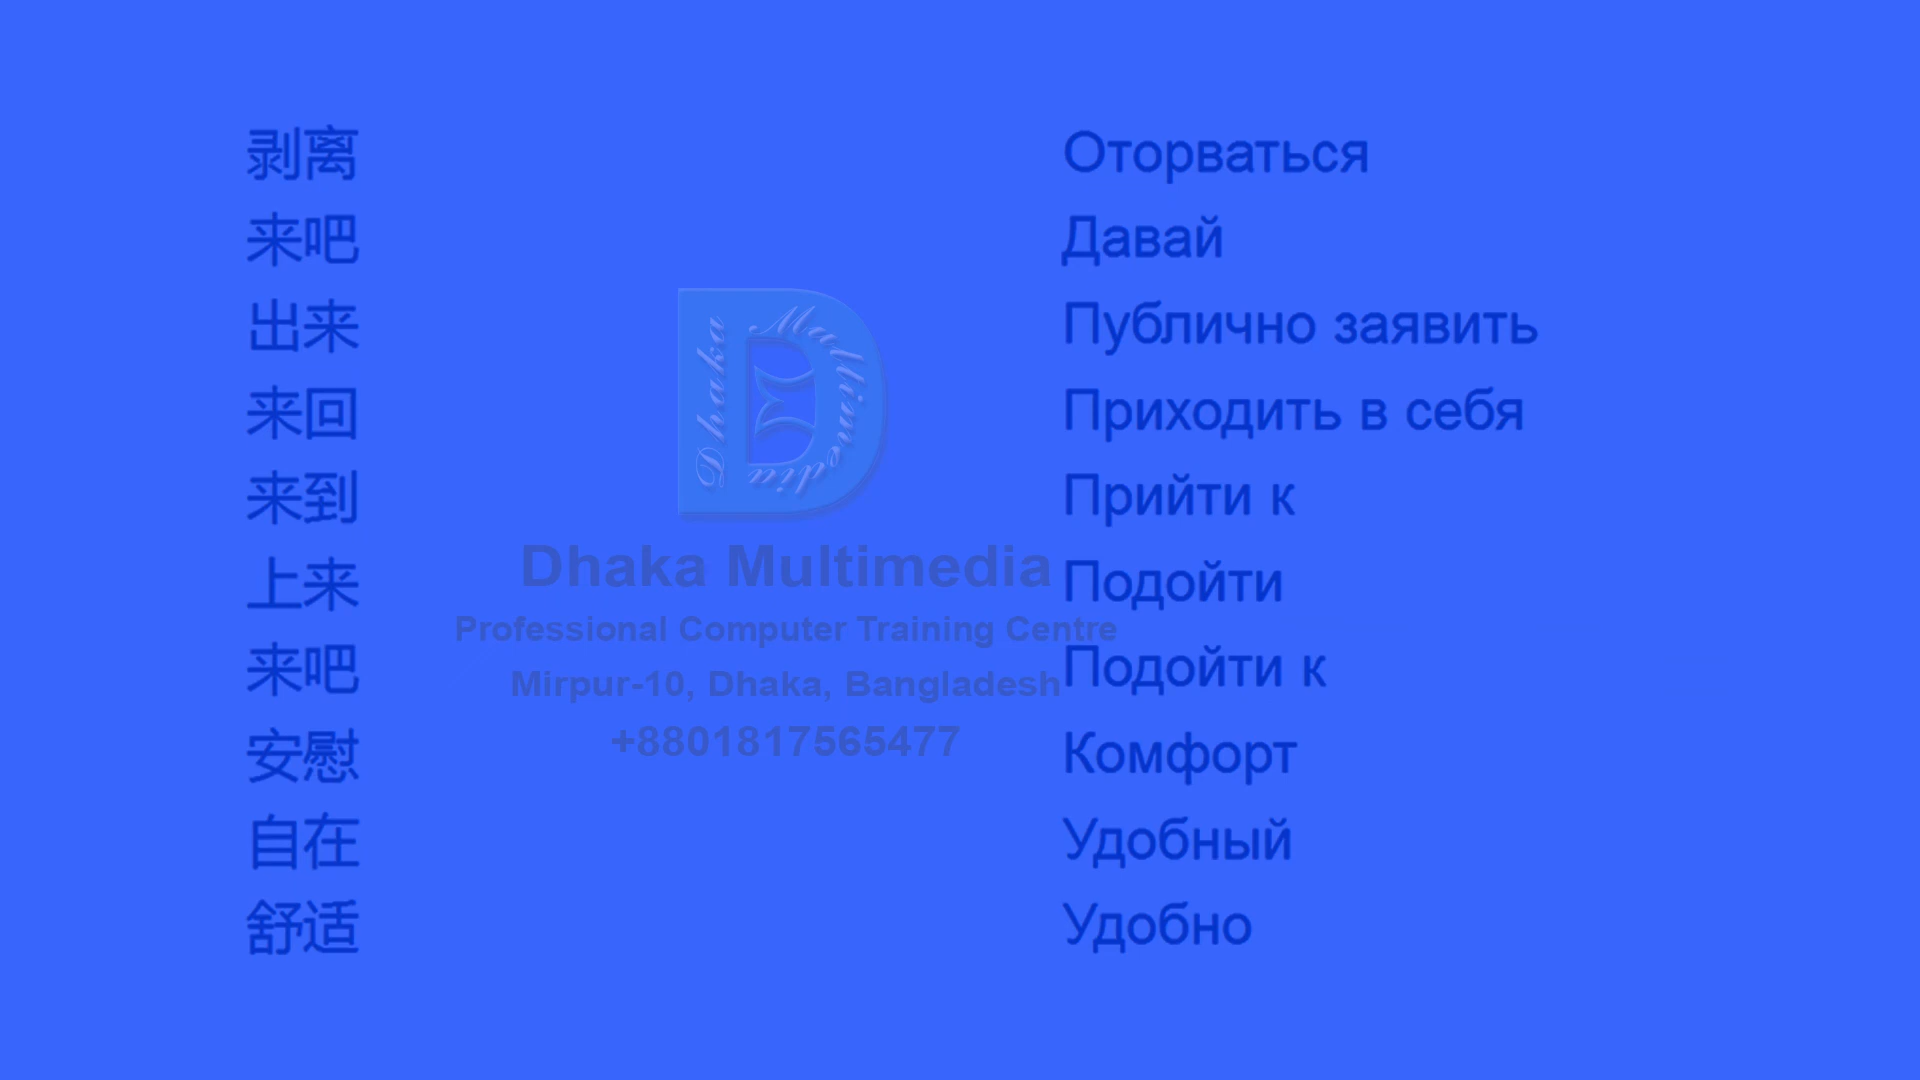 剥离 Оторваться
来吧 Давай
出来 Публично заявить
来回 Приходить в себя
来到 Прийти к
上来 Подойти
来吧 Подойти к
安慰 Комфорт
自在 Удобный
舒适 Удобно
Dhaka Multimedia
Dhaka Multimedia
Professional Computer Training Centre
Mirpur-10, Dhaka, Bangladesh
+8801817565477